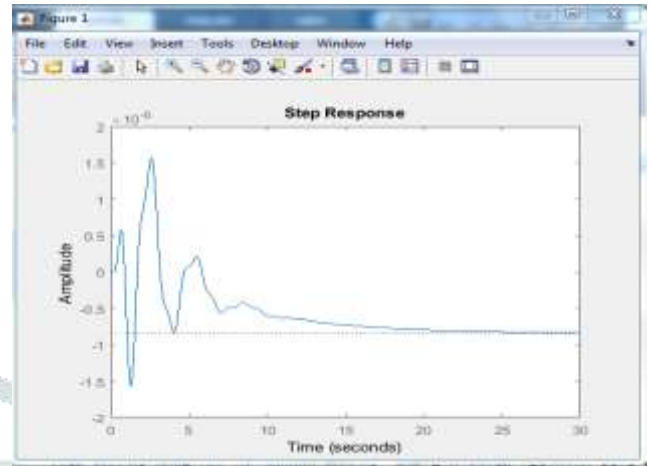 Figure 1
File Edit View Insert Tools Desktop Window Help
Step Response
2
1.5
1
0.5
0
-0.5
-1
-1.5
-2
Amplitude
0 5 10 15 20 25 30
Time (seconds)